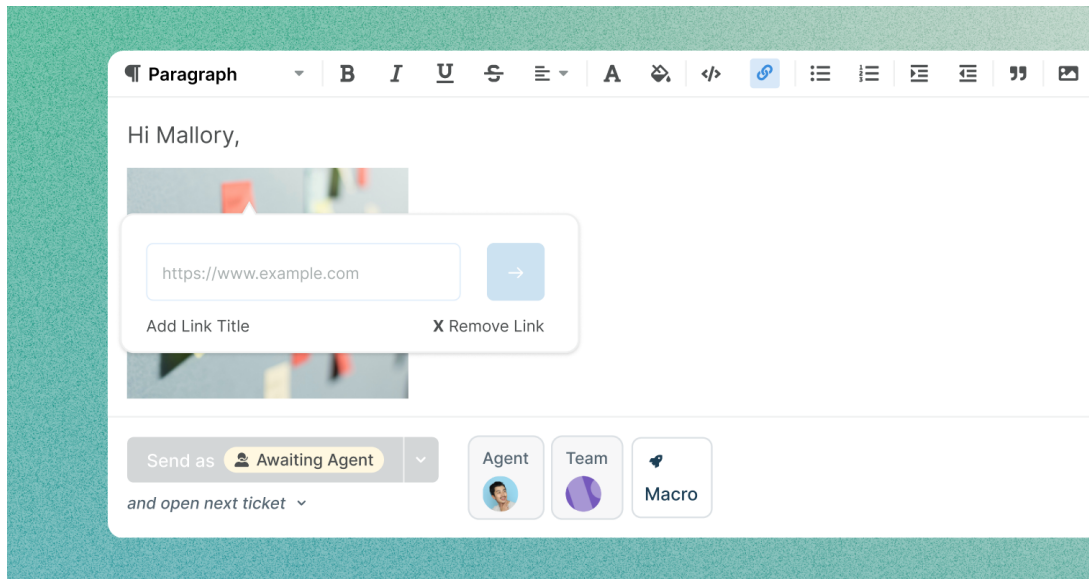 ¶ Paragraph B I U S A </>
Hi Mallory,
https://www.example.com
Add Link Title X Remove Link
Send as Awaiting Agent Agent Team
and open next ticket Macro